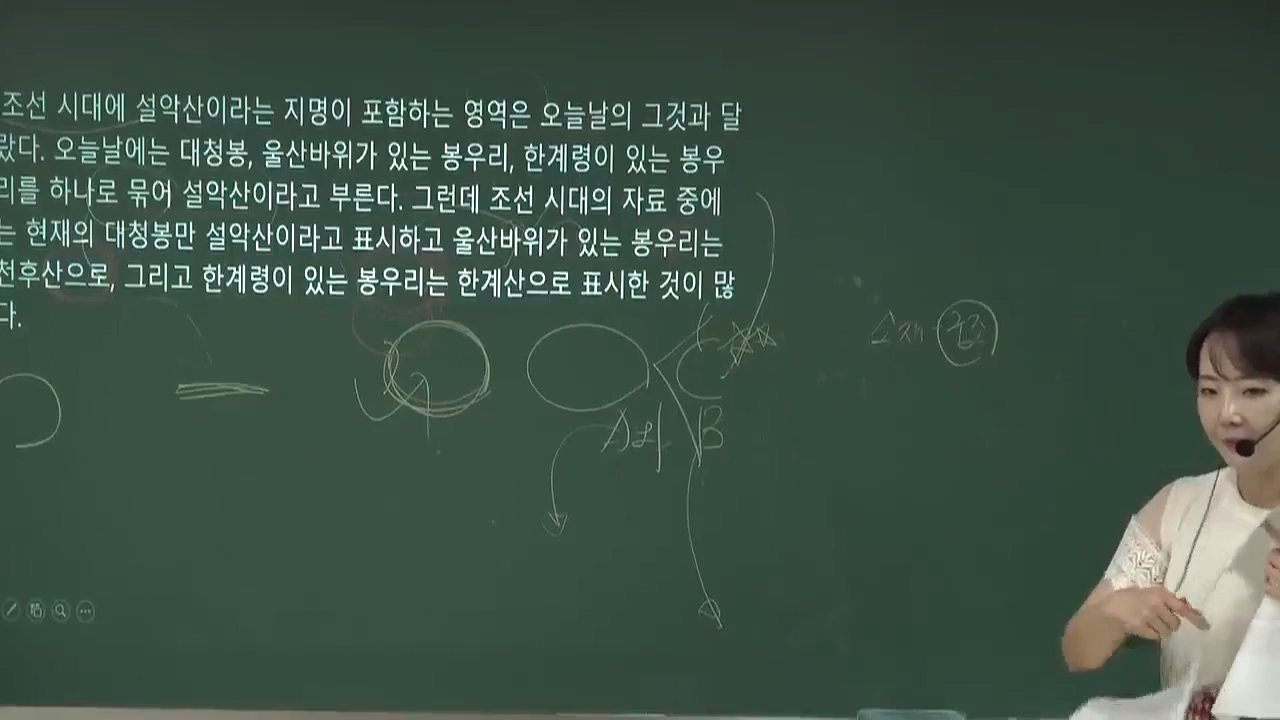 조선 시대에 설악산이라는 지명이 포함하는 영역은 오늘날의 그것과 달
랐다. 오늘날에는 대청봉, 울산바위가 있는 봉우리, 한계령이 있는 봉우
리를 하나로 묶어 설악산이라고 부른다. 그런데 조선 시대의 자료 중에
는 현재의 대청봉만 설악산이라고 표시하고 울산바위가 있는 봉우리는
천후산으로, 그리고 한계령이 있는 봉우리는 한계산으로 표시한 것이 많
다.
소재
B